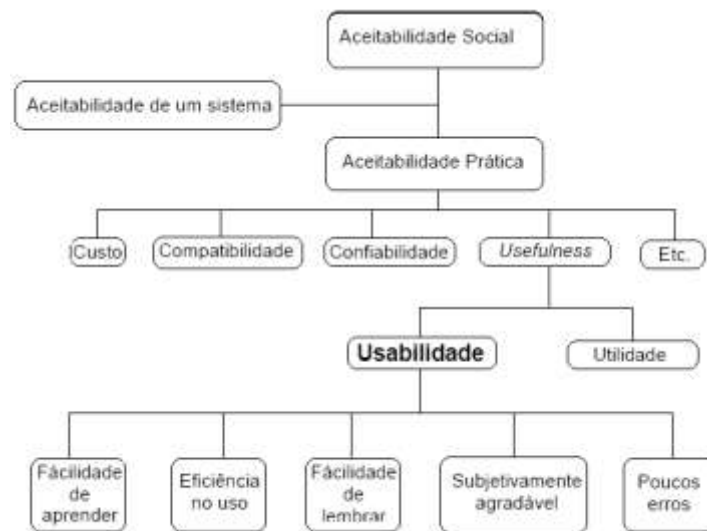 Aceitabilidade Social
Aceitabilidade de um sistema
Aceitabilidade Prática
Custo
Compatibilidade
Confiabilidade
Usefulness
Etc.
Usabilidade
Utilidade
Fácilidade
de
aprender
Eficiência
no uso
Fácilidade
de
lembrar
Subjetivamente
agradável
Poucos
erros